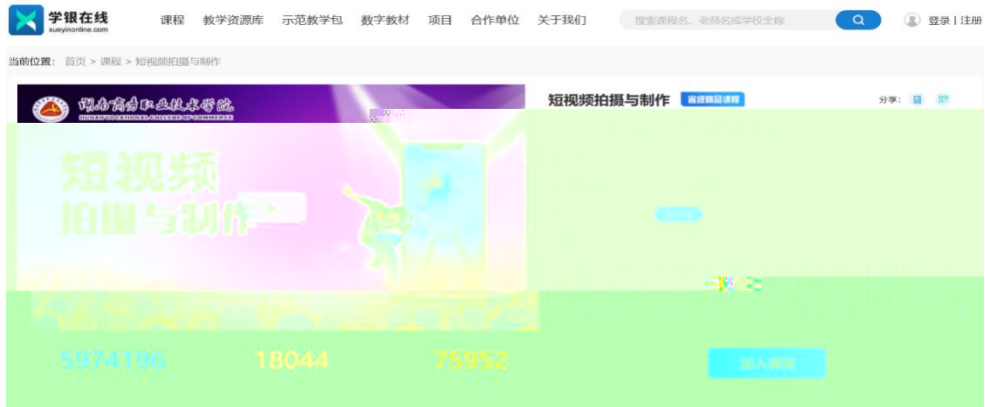 学银在线
xueyinonline.com
课程 教学资源库 示范教学包 数字教材 项目 合作单位 关于我们
搜索课程名、老师名或学校全称
登录 | 注册
当前位置： 首页 > 课程 > 短视频拍摄与制作
湖南商务职业技术学院
HUNAN VOCATIONAL COLLEGE OF COMMERCE
短视频拍摄与制作 省级精品课程
分享：
短视频
拍摄与制作
5974196 18044 75952
加入课程